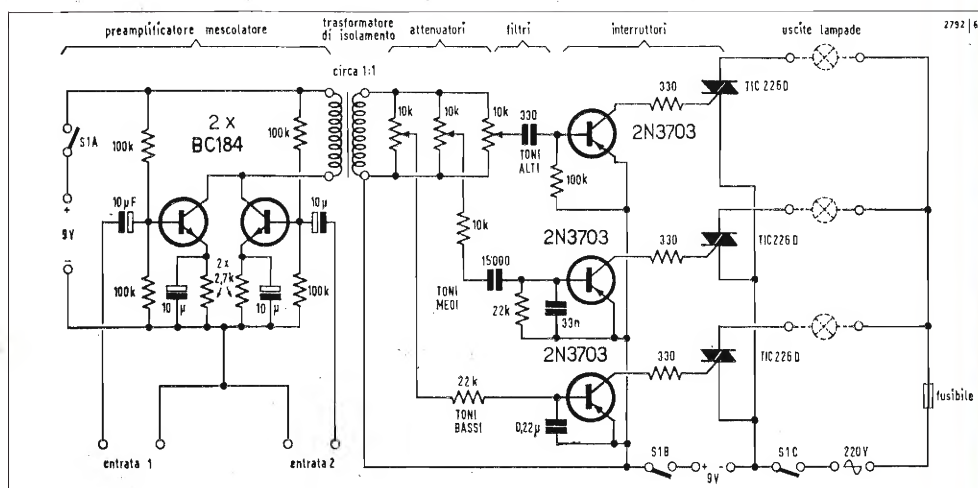 preamplificatore mescolatore
trasformatore
di isolamento
attenuatori
filtri
interruttori
uscite lampade
2792 | 6
circa 1:1
S1A
100k
2 x
BC184
100k
10k
10k
10k
330
TONI
ALTI
100k
2N3703
330
TIC 226D
10µF
10µ
+
9V
-
100k
10
µ
2 x
2,7k
10
µ
100k
10k
15000
TONI
MEDI
22k
33n
2N3703
330
TIC 226D
2N3703
330
TIC 226D
22k
TONI
BASSI
0,22µ
fusibile
entrata 1
entrata 2
S1B
+ -
9V
S1C
220V